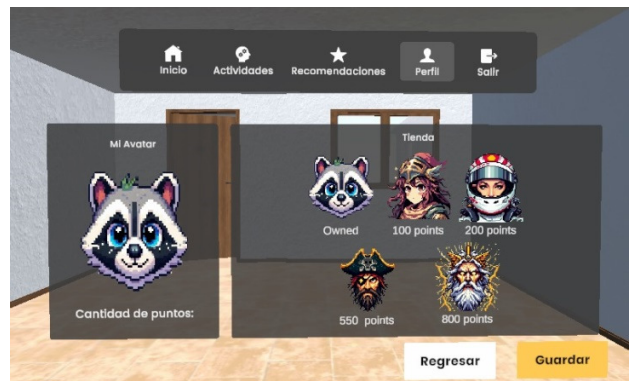 Inicio Actividades Recomendaciones Perfil Salir
Mi Avatar
Cantidad de puntos:
Tienda
Owned 100 points 200 points
550 points 800 points
Regresar Guardar